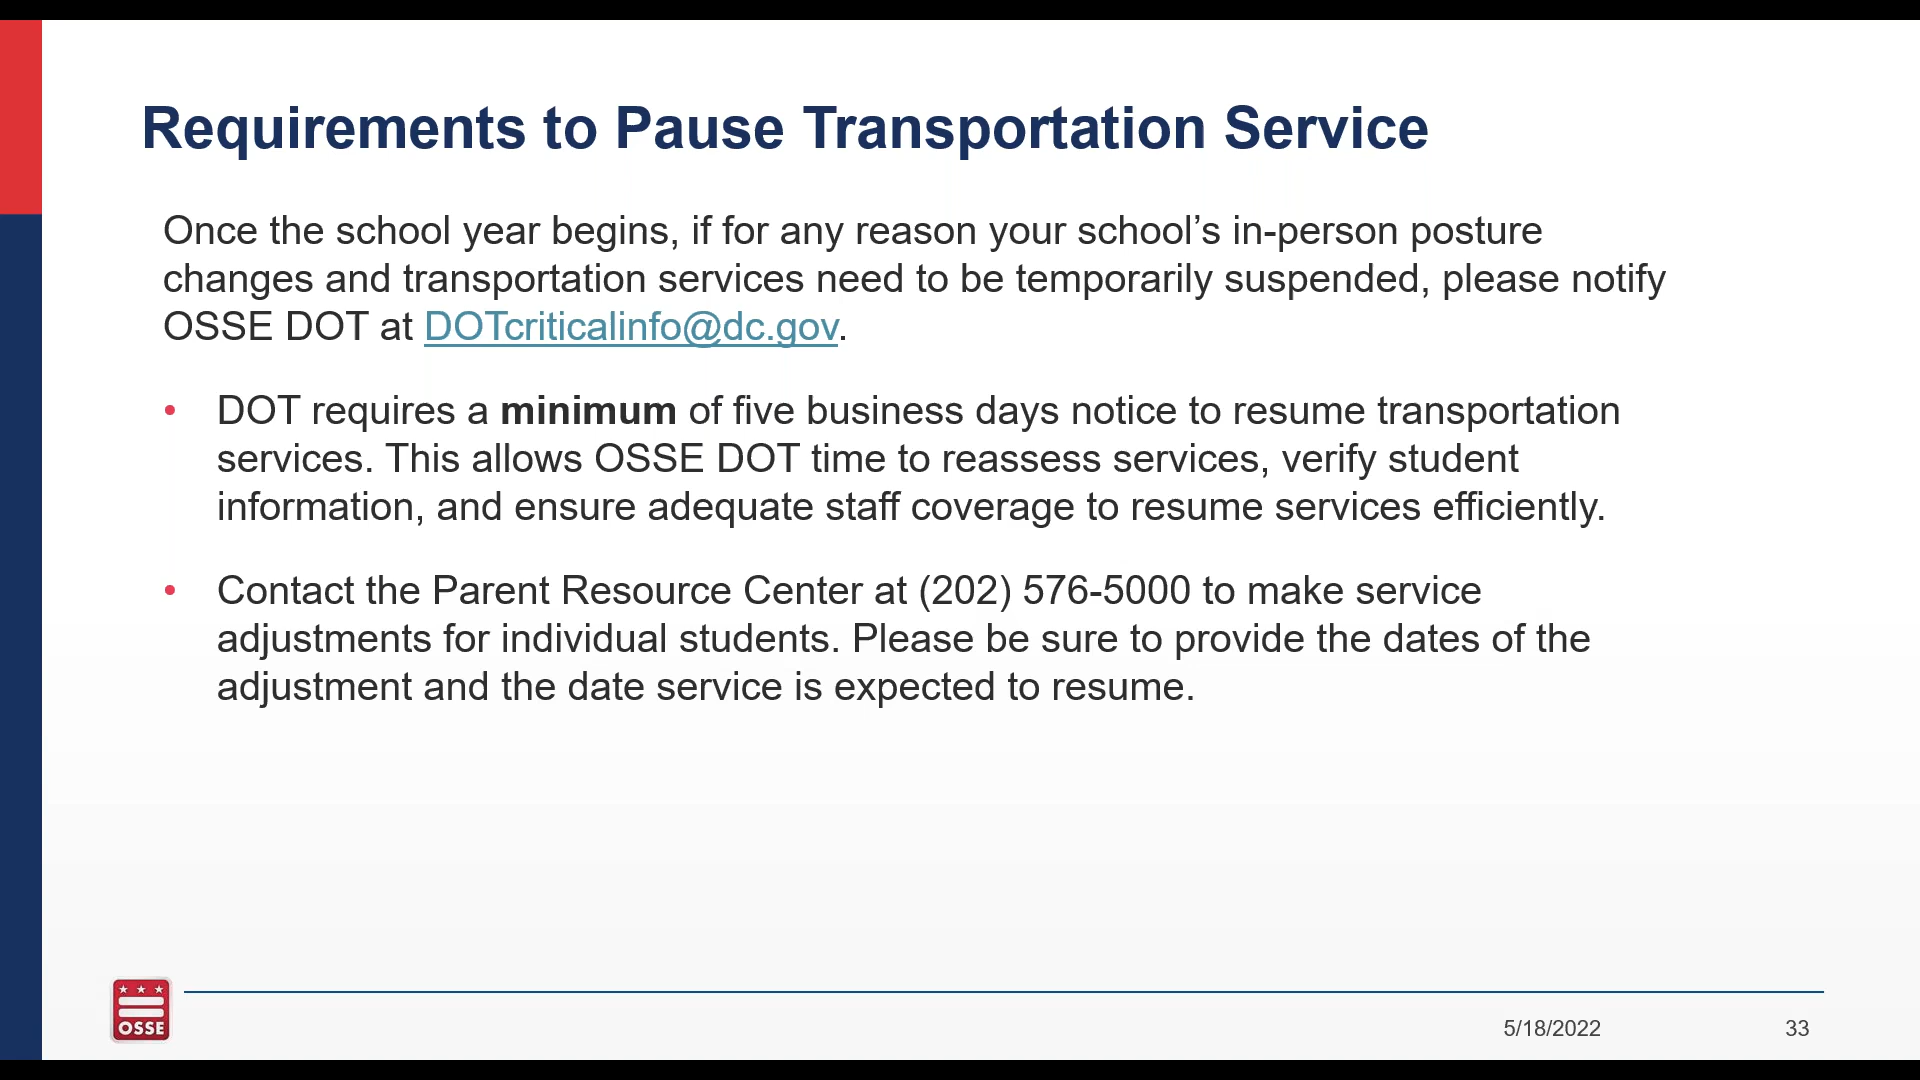 Requirements to Pause Transportation Service
Once the school year begins, if for any reason your school’s in-person posture
changes and transportation services need to be temporarily suspended, please notify
OSSE DOT at DOTcriticalinfo@dc.gov.
• DOT requires a minimum of five business days notice to resume transportation
services. This allows OSSE DOT time to reassess services, verify student
information, and ensure adequate staff coverage to resume services efficiently.
• Contact the Parent Resource Center at (202) 576-5000 to make service
adjustments for individual students. Please be sure to provide the dates of the
adjustment and the date service is expected to resume.
OSSE
5/18/2022 33